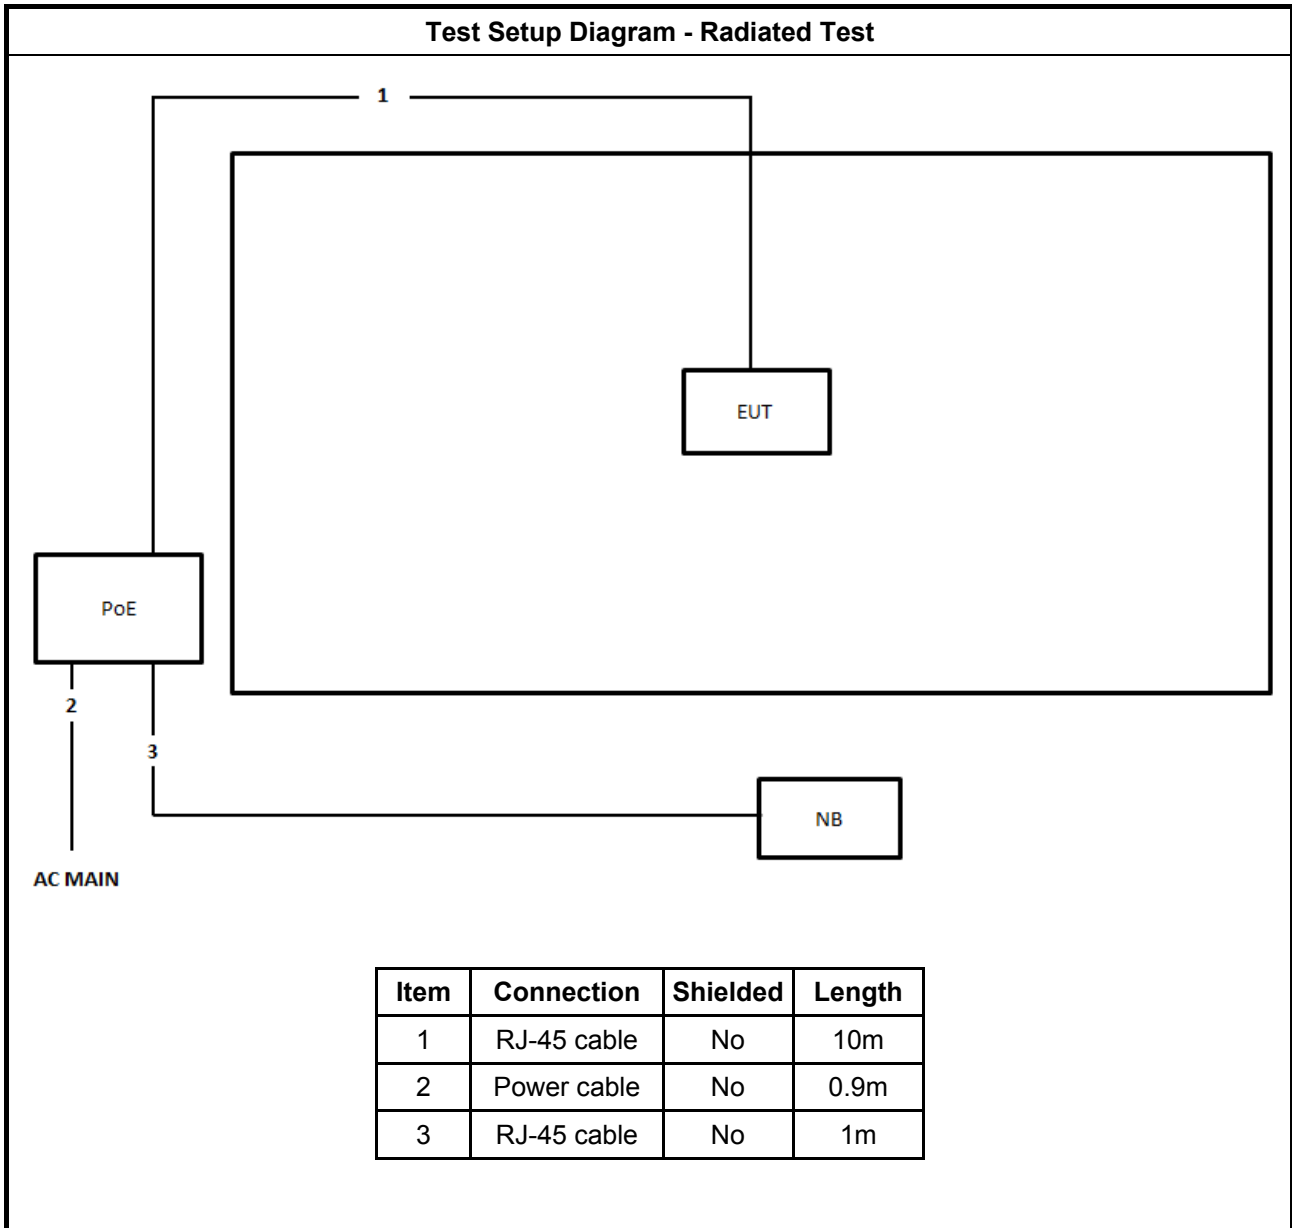 Test Setup Diagram - Radiated Test
1
EUT
PoE
2
3
NB
AC MAIN
Item Connection Shielded Length
1 RJ-45 cable No 10m
2 Power cable No 0.9m
3 RJ-45 cable No 1m